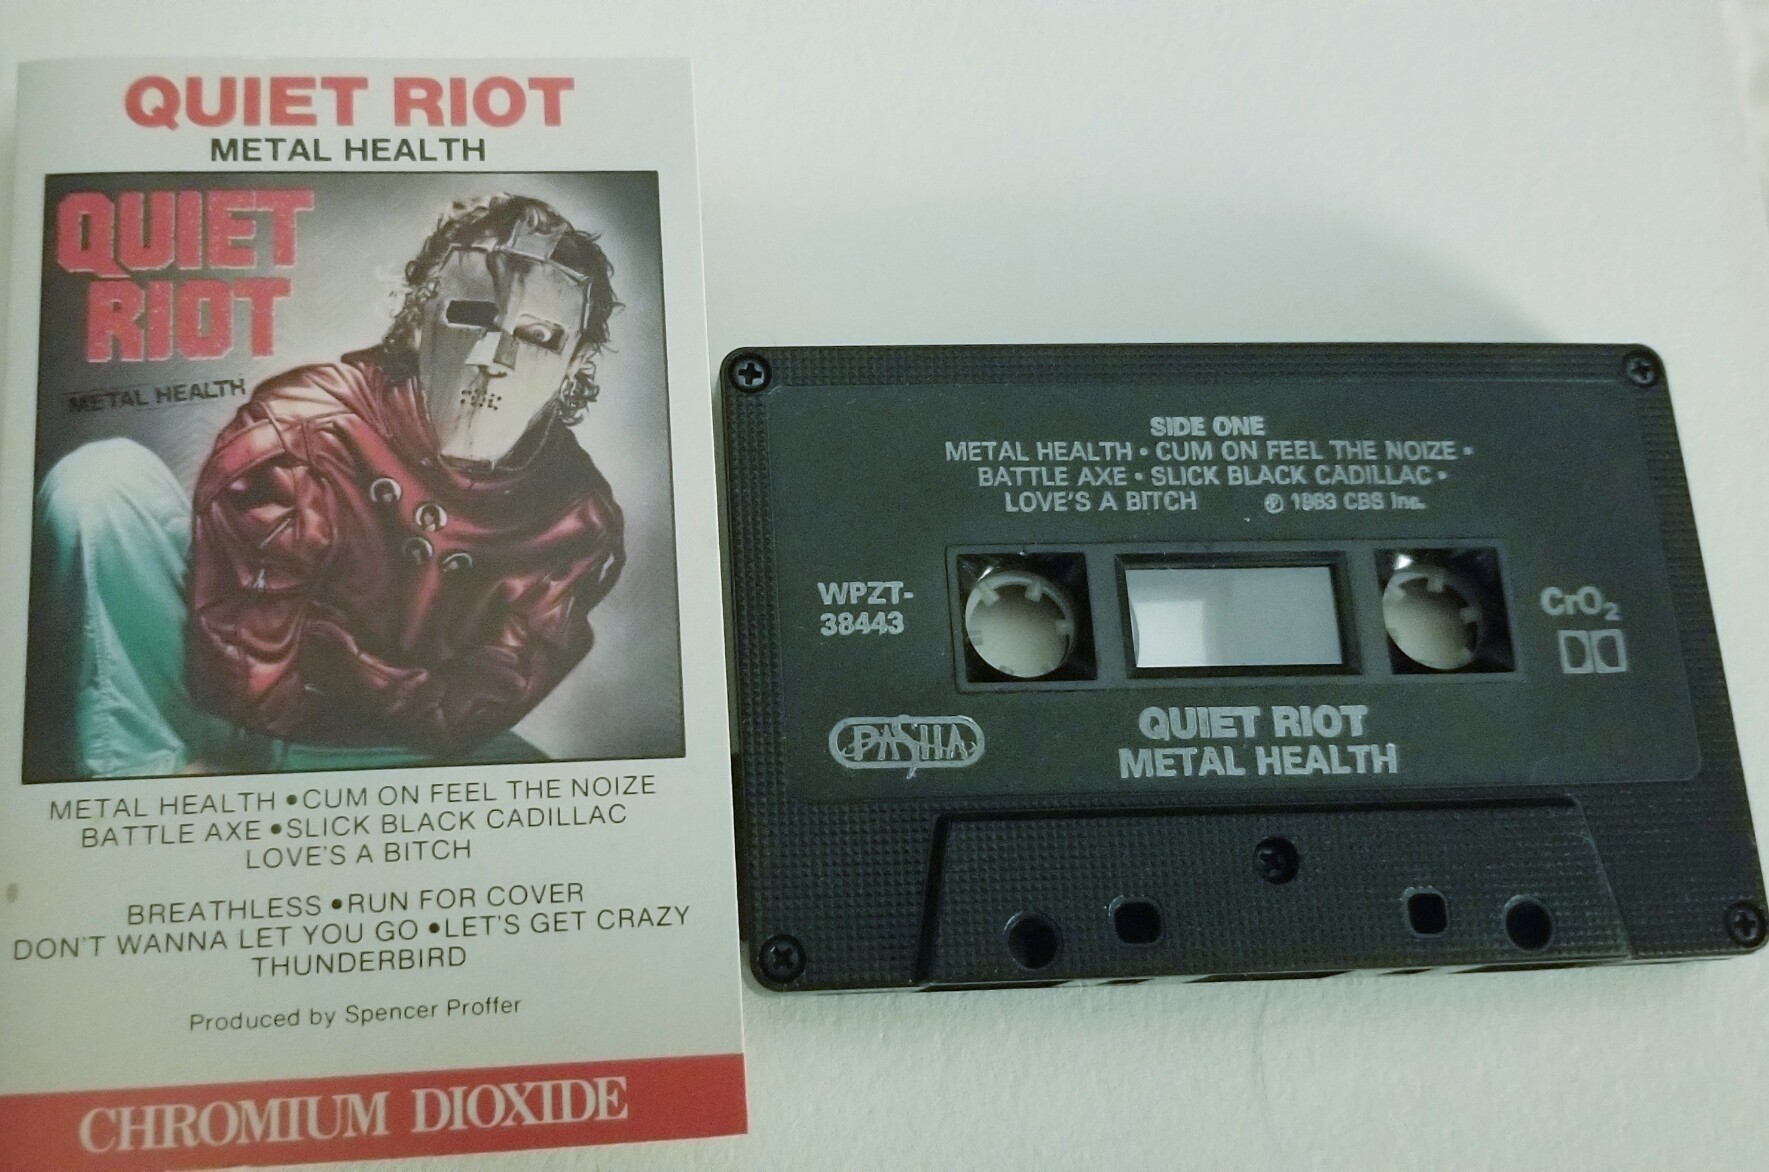 QUIET RIOT
METAL HEALTH
QUIET
RIOT
METAL HEALTH
METAL HEALTH •CUM ON FEEL THE NOIZE
BATTLE AXE •SLICK BLACK CADILLAC
LOVE'S A BITCH
BREATHLESS •RUN FOR COVER
DON'T WANNA LET YOU GO •LET'S GET CRAZY
THUNDERBIRD
Produced by Spencer Proffer
CHROMIUM DIOXIDE
SIDE ONE
METAL HEALTH • CUM ON FEEL THE NOIZE •
BATTLE AXE • SLICK BLACK CADILLAC •
LOVE'S A BITCH ℗ 1983 CBS Inc.
WPZT-
38443
CrO₂
PASHA
QUIET RIOT
METAL HEALTH